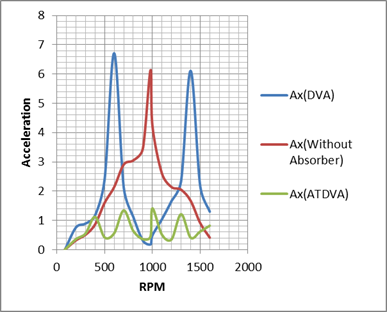 8
7
6
5
4
3
2
1
0
Acceleration
0
500
1000
1500
2000
RPM
Ax(DVA)
Ax(Without
Absorber)
Ax(ATDVA)